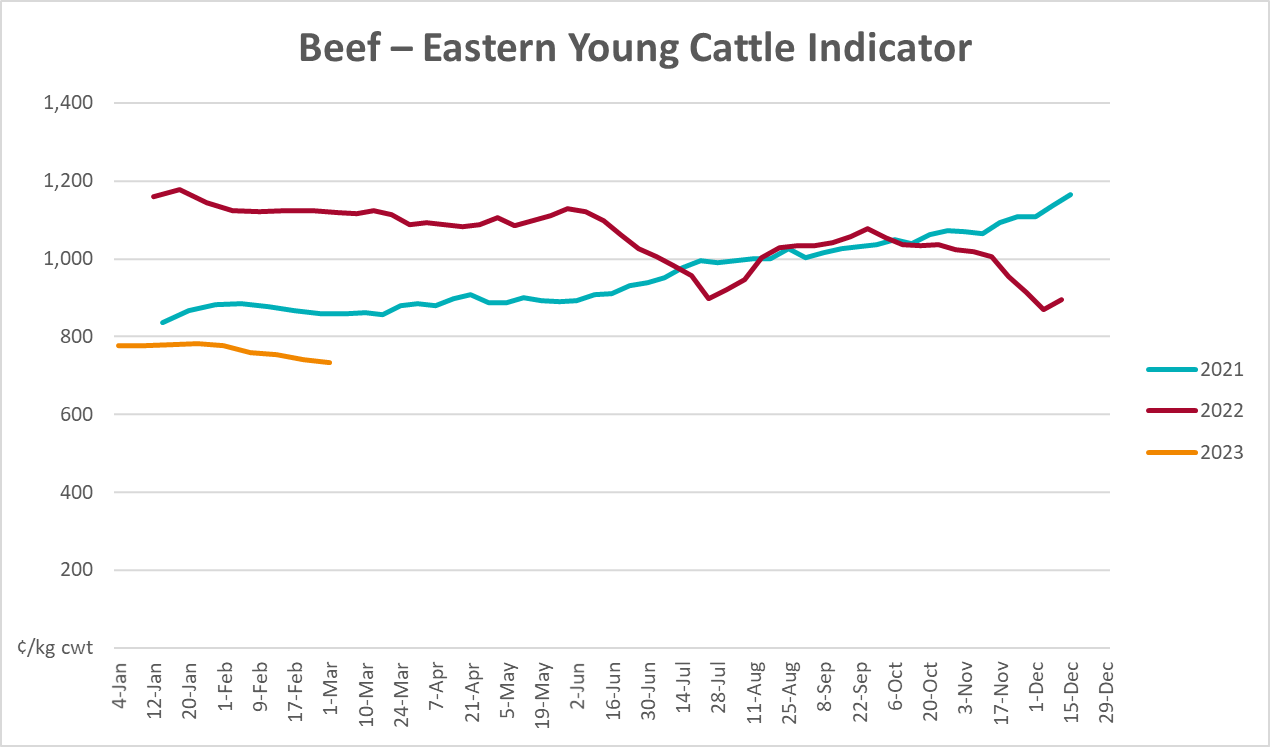 Beef – Eastern Young Cattle Indicator
1,400
1,200
1,000
800
600
400
200
¢/kg cwt
4-Jan
12-Jan
20-Jan
1-Feb
9-Feb
17-Feb
1-Mar
10-Mar
24-Mar
7-Apr
21-Apr
5-May
19-May
2-Jun
16-Jun
30-Jun
14-Jul
28-Jul
11-Aug
25-Aug
8-Sep
22-Sep
6-Oct
20-Oct
3-Nov
17-Nov
1-Dec
15-Dec
29-Dec
2021
2022
2023